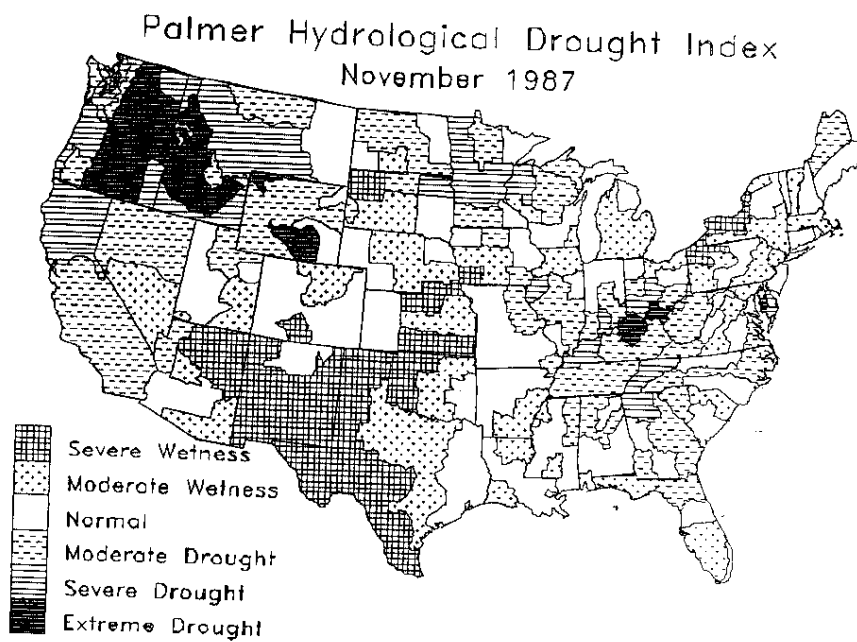 Palmer Hydrological Drought Index
November 1987
Severe Wetness
Moderate Wetness
Normal
Moderate Drought
Severe Drought
Extreme Drought